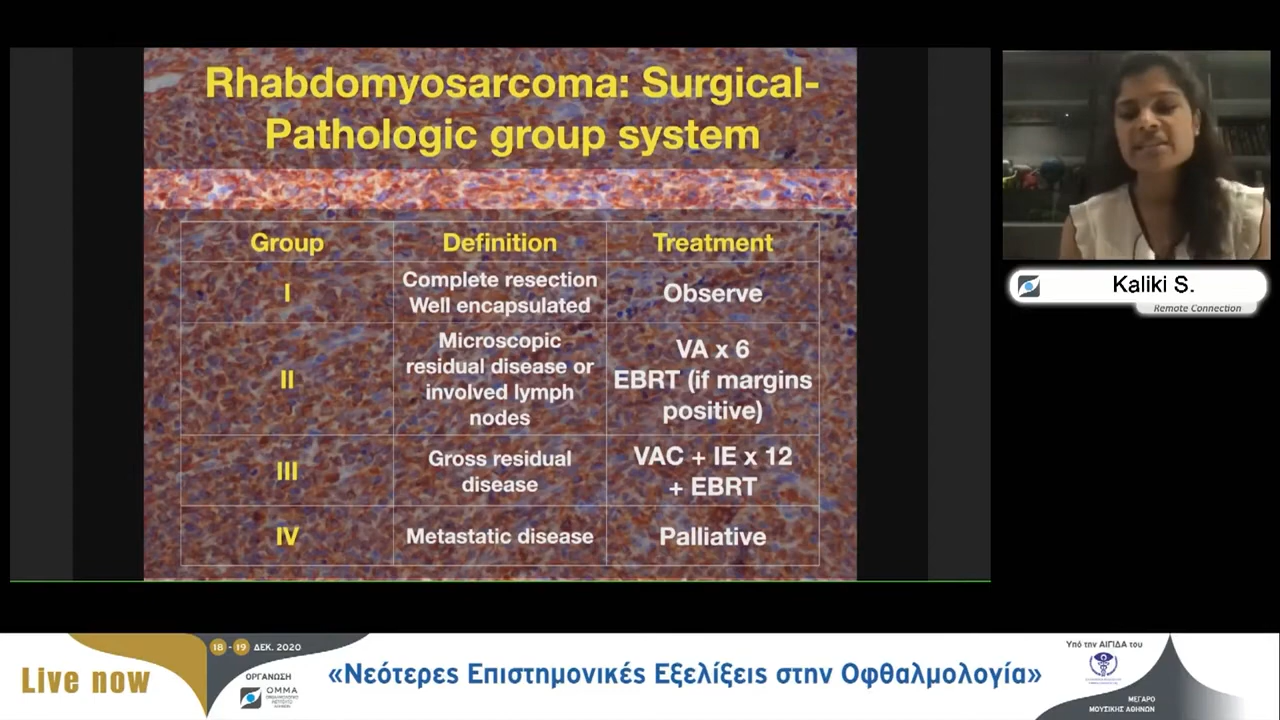 Rhabdomyosarcoma: Surgical-
Pathologic group system
Group
Definition
Treatment
I
Complete resection
Well encapsulated
Observe
II
Microscopic
residual disease or
involved lymph
nodes
VA x 6
EBRT (if margins
positive)
III
Gross residual
disease
VAC + IE x 12
+ EBRT
IV
Metastatic disease
Palliative
Kaliki S.
Remote Connection
Live now
18 - 19 ΔΕΚ. 2020
ΟΡΓΑΝΩΣΗ
OMMA
«Νεότερες Επιστημονικές Εξελίξεις στην Οφθαλμολογία»
Υπό την ΑΙΓΙΔΑ του
ΜΕΓΑΡΟ
ΜΟΥΣΙΚΗΣ ΑΘΗΝΩΝ